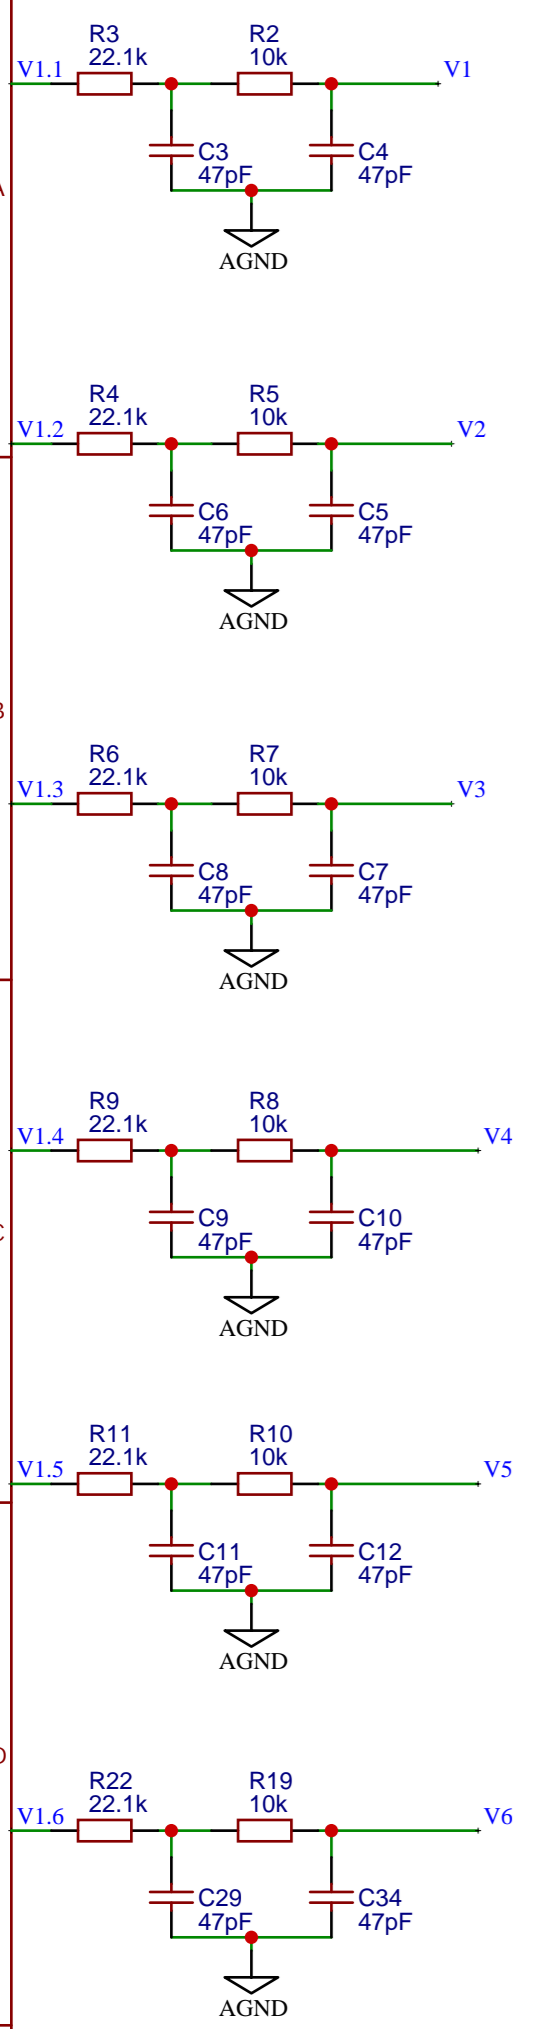 R3
22.1k
R2
10k
V1.1
V1
C3
47pF
C4
47pF
A
AGND
R4
22.1k
R5
10k
V1.2
V2
C6
47pF
C5
47pF
AGND
B
R6
22.1k
R7
10k
V1.3
V3
C8
47pF
C7
47pF
AGND
R9
22.1k
R8
10k
V1.4
V4
C9
47pF
C10
47pF
C
AGND
R11
22.1k
R10
10k
V1.5
V5
C11
47pF
C12
47pF
AGND
D
R22
22.1k
R19
10k
V1.6
V6
C29
47pF
C34
47pF
AGND